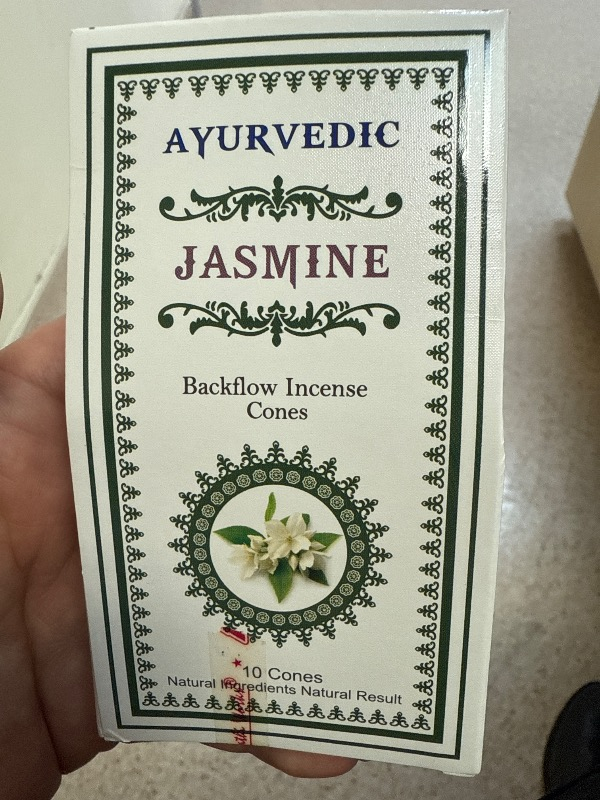 AYURVEDIC
JASMINE
Backflow Incense
Cones
10 Cones
Natural Ingredients Natural Result